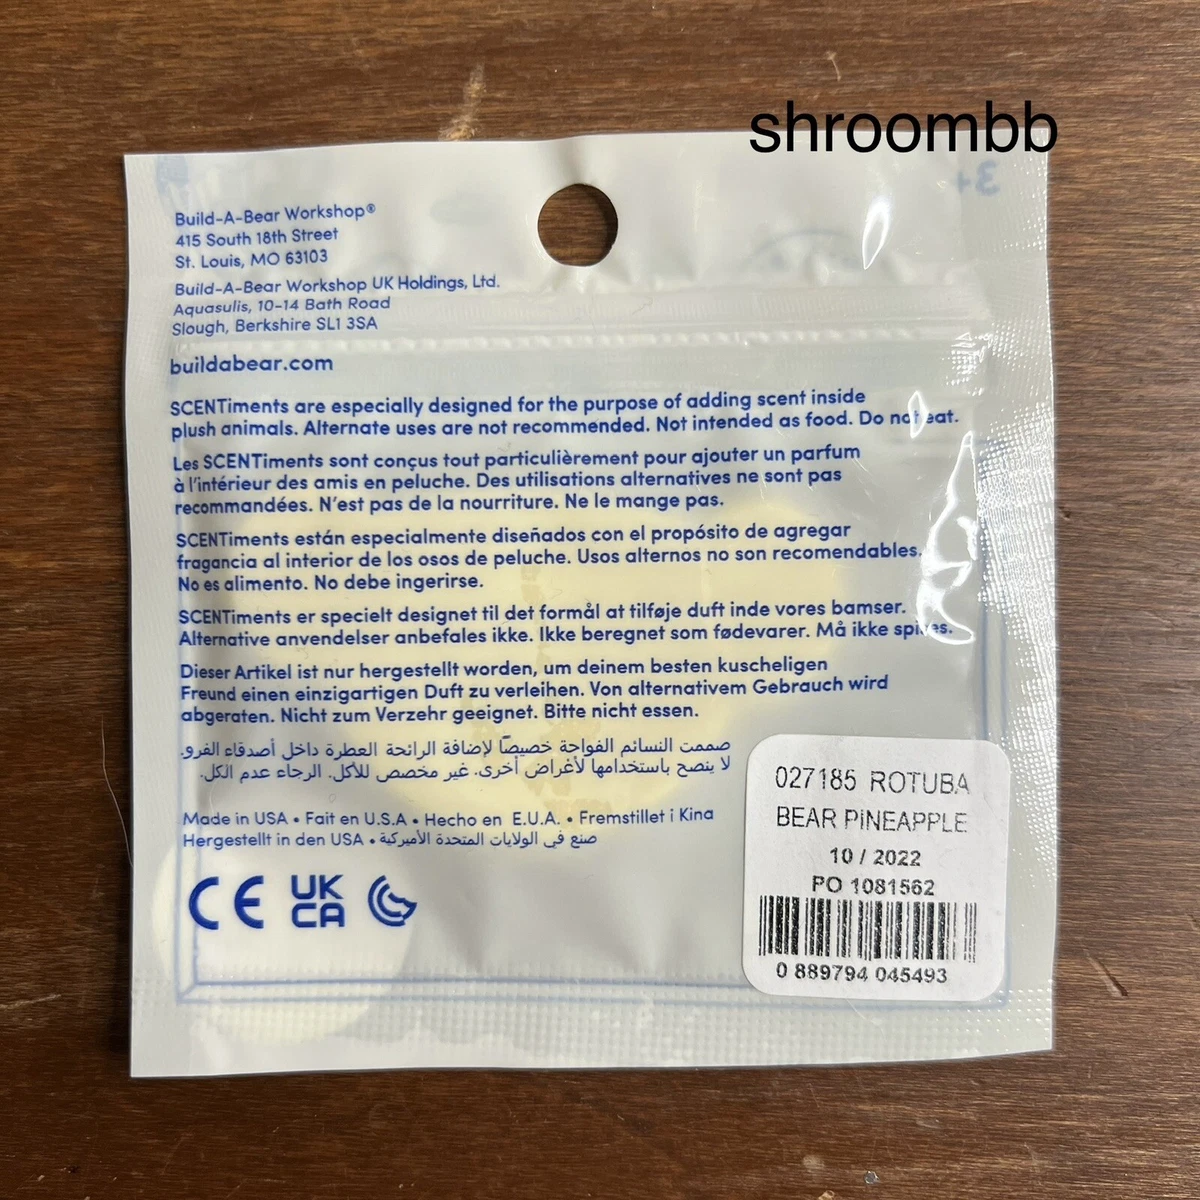 shroombb
3+
Build-A-Bear Workshop®
415 South 18th Street
St. Louis, MO 63103
Build-A-Bear Workshop UK Holdings, Ltd.
Aquasulis, 10-14 Bath Road
Slough, Berkshire SL1 3SA
buildabear.com
SCENTiments are especially designed for the purpose of adding scent inside
plush animals. Alternate uses are not recommended. Not intended as food. Do not eat.
Les SCENTiments sont conçus tout particulièrement pour ajouter un parfum
à l'intérieur des amis en peluche. Des utilisations alternatives ne sont pas
recommandées. N'est pas de la nourriture. Ne le mange pas.
SCENTiments están especialmente diseñados con el propósito de agregar
fragancia al interior de los osos de peluche. Usos alternos no son recomendables.
No es alimento. No debe ingerirse.
SCENTiments er specielt designet til det formål at tilføje duft inde vores bamser.
Alternative anvendelser anbefales ikke. Ikke beregnet som fødevarer. Må ikke spises.
Dieser Artikel ist nur hergestellt worden, um deinem besten kuscheligen
Freund einen einzigartigen Duft zu verleihen. Von alternativem Gebrauch wird
abgeraten. Nicht zum Verzehr geeignet. Bitte nicht essen.
صممت النسائم الفواحة خصيصًا لإضافة الرائحة العطرة داخل أصدقاء الفرو.
لا ينصح باستخدامها لأغراض أخرى. غير مخصص للأكل. الرجاء عدم الكل.
Made in USA • Fait en U.S.A • Hecho en E.U.A. • Fremstillet i Kina
Hergestellt in den USA • صنع في الولايات المتحدة الأميركية
CE UK
CA
027185 ROTUBA
BEAR PINEAPPLE
10 / 2022
PO 1081562
0 889794 045493